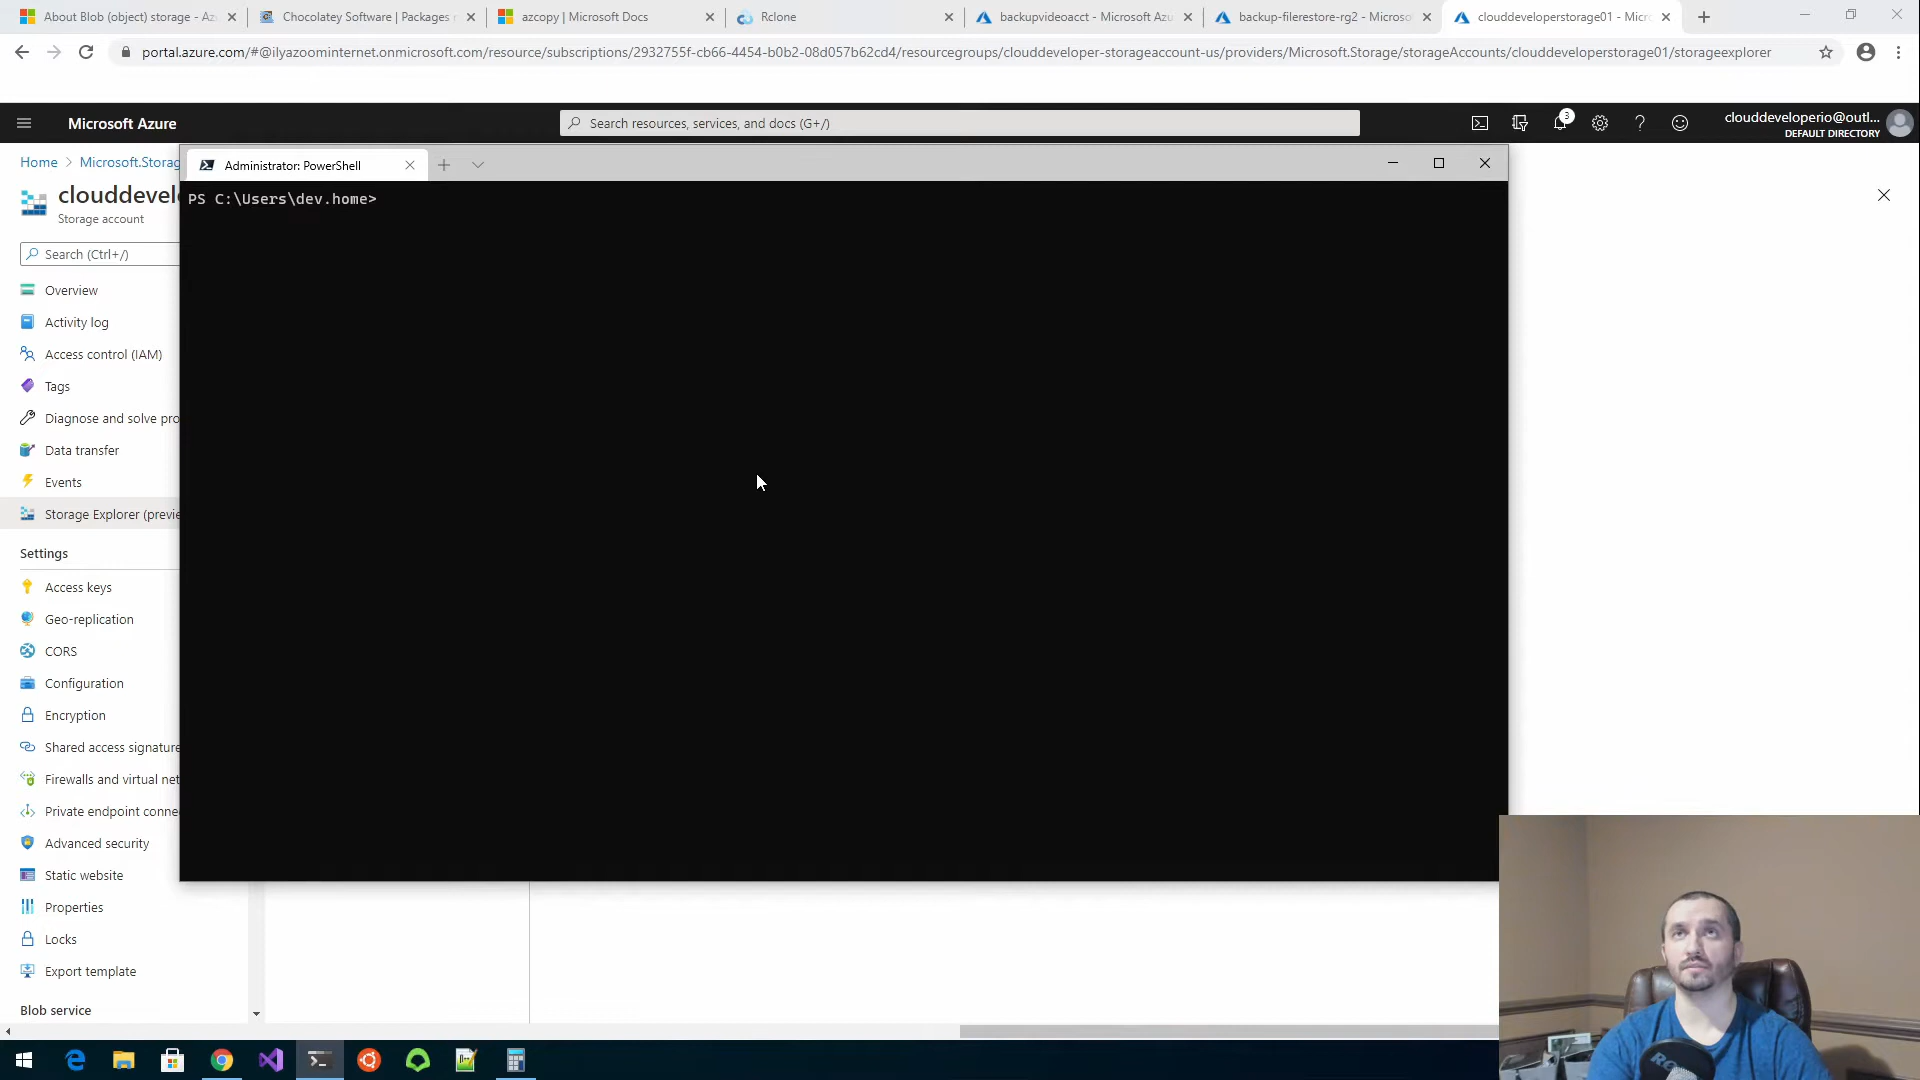 About Blob (object) storage - Az
Chocolatey Software | Packages
azcopy | Microsoft Docs
Rclone
backupvideoacct - Microsoft Azu
backup-filerestore-rg2 - Microso
clouddeveloperstorage01 - Micr
portal.azure.com/#@ilyazoominternet.onmicrosoft.com/resource/subscriptions/2932755f-cb66-4454-b0b2-08d057b62cd4/resourcegroups/clouddeveloper-storageaccount-us/providers/Microsoft.Storage/storageAccounts/clouddeveloperstorage01/storageexplorer
Microsoft Azure
Search resources, services, and docs (G+/)
3
clouddeveloperio@outl...
DEFAULT DIRECTORY
Home > Microsoft.Storag
Administrator: PowerShell
PS C:\Users\dev.home>
clouddevel
Storage account
Search (Ctrl+/)
Overview
Activity log
Access control (IAM)
Tags
Diagnose and solve pro
Data transfer
Events
Storage Explorer (previe
Settings
Access keys
Geo-replication
CORS
Configuration
Encryption
Shared access signature
Firewalls and virtual net
Private endpoint conne
Advanced security
Static website
Properties
Locks
Export template
Blob service